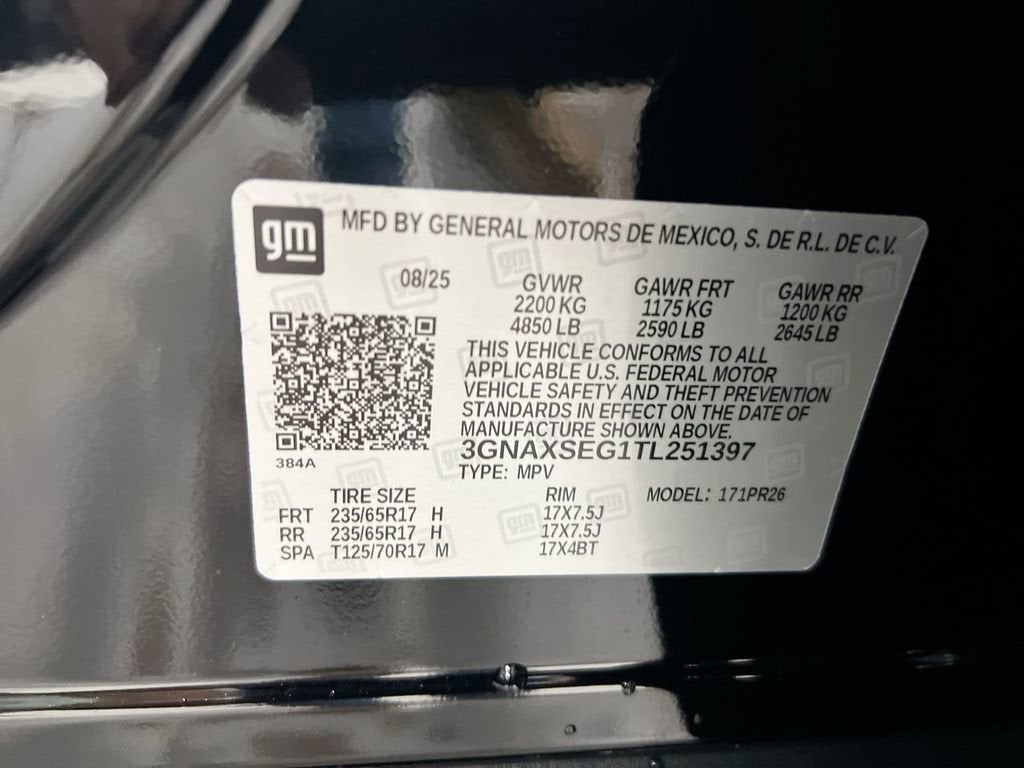 gm
MFD BY GENERAL MOTORS DE MEXICO, S. DE R.L. DE C.V.
08/25 GVWR GAWR FRT GAWR RR
2200 KG 1175 KG 1200 KG
4850 LB 2590 LB 2645 LB
THIS VEHICLE CONFORMS TO ALL
APPLICABLE U.S. FEDERAL MOTOR
VEHICLE SAFETY AND THEFT PREVENTION
STANDARDS IN EFFECT ON THE DATE OF
MANUFACTURE SHOWN ABOVE.
3GNAXSEG1TL251397
384A
TYPE: MPV
TIRE SIZE RIM MODEL: 171PR26
FRT 235/65R17 H 17X7.5J
RR 235/65R17 H 17X7.5J
SPA T125/70R17 M 17X4BT